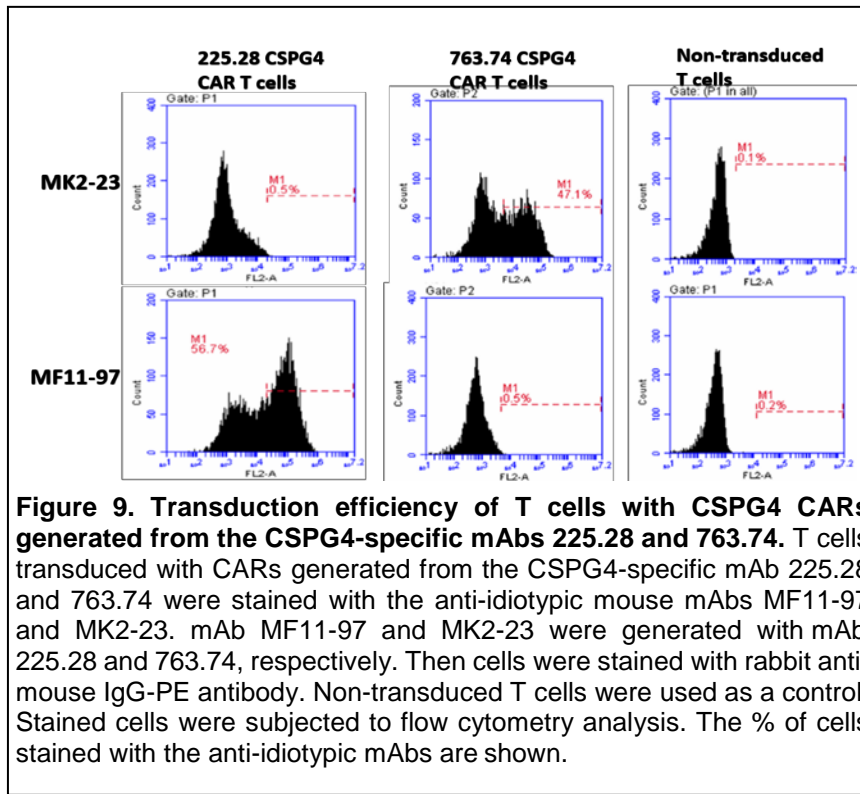 225.28 CSPG4 763.74 CSPG4 Non-transduced
CAR T cells CAR T cells T cells
Gate: P1 Gate: P2 Gate: (P1 in all)
MK2-23
M1
0.5%
M1
47.1%
M1
0.1%
Count Count Count
FL2-A FL2-A FL2-A
Gate: P1 Gate: P2 Gate: P1
MF11-97
M1
56.7%
M1
0.5%
M1
0.2%
Count Count Count
FL2-A FL2-A FL2-A
Figure 9. Transduction efficiency of T cells with CSPG4 CARs
generated from the CSPG4-specific mAbs 225.28 and 763.74. T cells
transduced with CARs generated from the CSPG4-specific mAb 225.28
and 763.74 were stained with the anti-idiotypic mouse mAbs MF11-97
and MK2-23. mAb MF11-97 and MK2-23 were generated with mAb
225.28 and 763.74, respectively. Then cells were stained with rabbit anti
mouse IgG-PE antibody. Non-transduced T cells were used as a control
Stained cells were subjected to flow cytometry analysis. The % of cells
stained with the anti-idiotypic mAbs are shown.